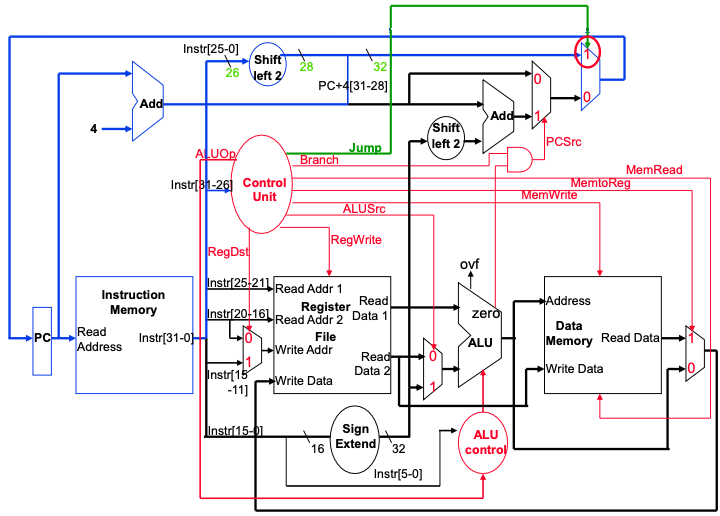 Instr[25-0]
26
Shift
left 2
28
32
1
PC+4[31-28]
0
0
Add
4
Add
1
Shift
left 2
PCSrc
Jump
ALUOp
Branch
MemRead
Instr[31-26]
Control
Unit
MemtoReg
MemWrite
ALUSrc
RegDst
RegWrite
ovf
Instr[25-21]
Read Addr 1
Instruction
Memory
Register
Read
Data 1
zero
Address
Instr[20-16]
Read Addr 2
File
PC
Read
Address
Instr[31-0]
0
Write Addr
Read
Data 2
0
ALU
Data
Memory
Read Data
1
1
Instr[15
-11]
Write Data
1
Write Data
0
Instr[15-0]
16
Sign
Extend
32
ALU
control
Instr[5-0]